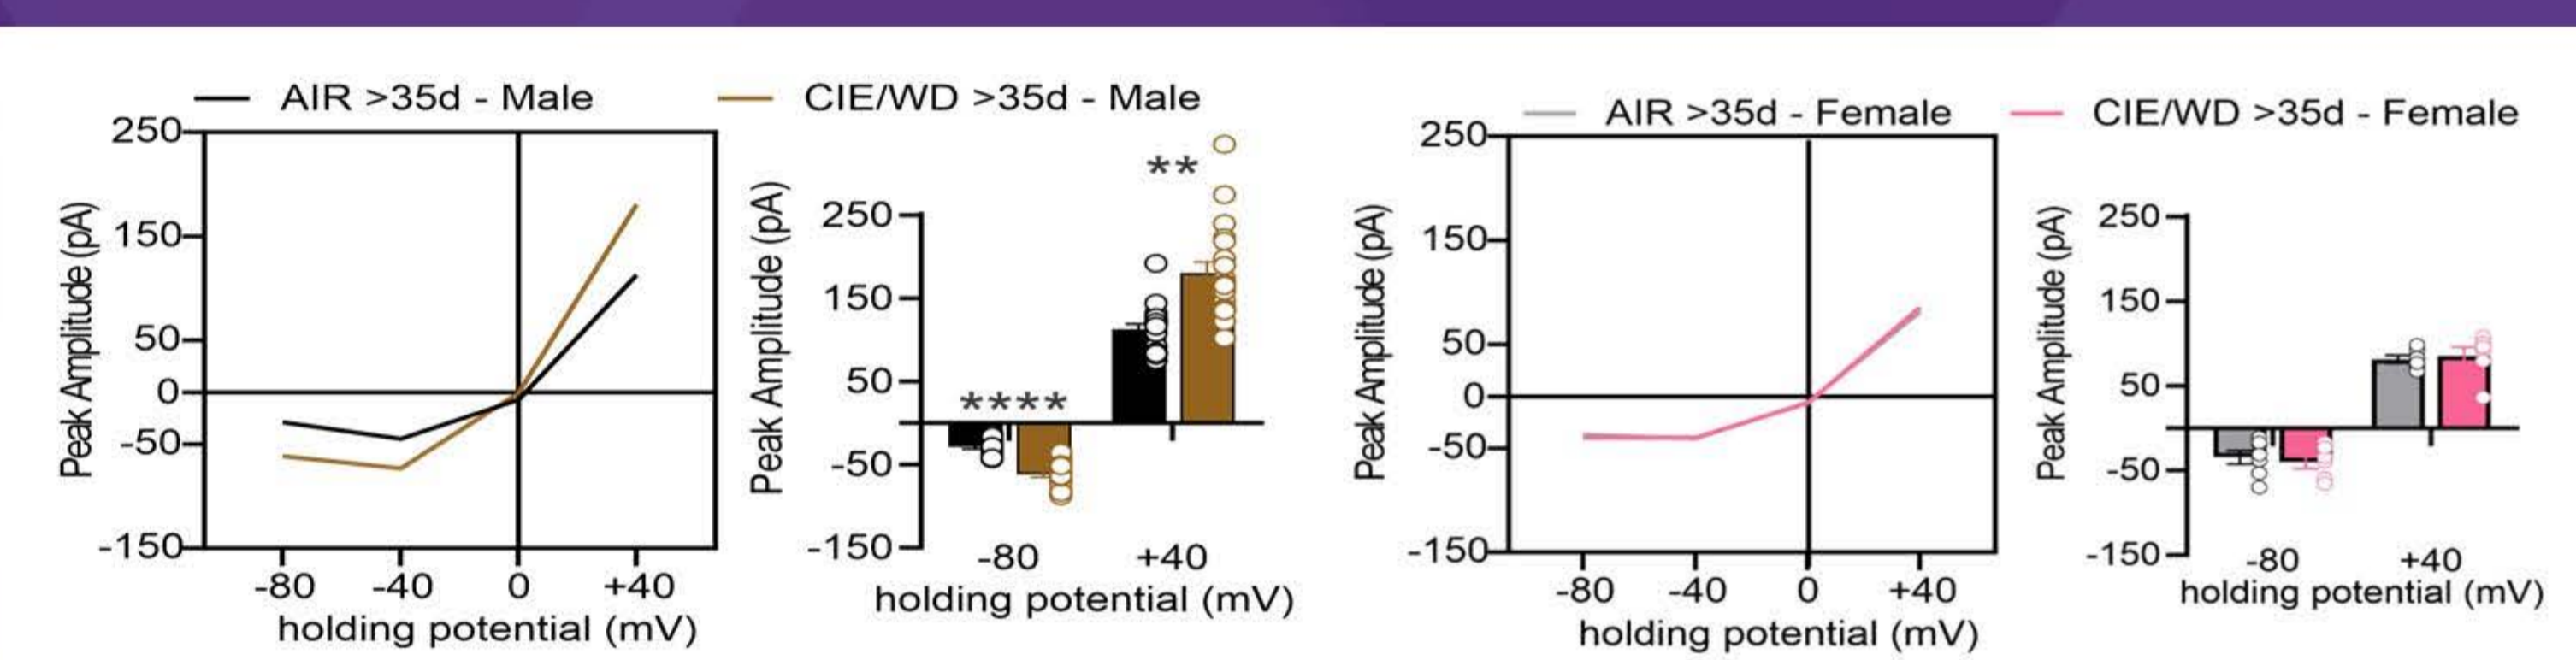 AIR >35d - Male
CIE/WD >35d - Male
250
150
50
0
-50
-150
Peak Amplitude (pA)
-80 -40 0 +40
holding potential (mV)
**
****
250
150
50
-50
-150
Peak Amplitude (pA)
-80 +40
holding potential (mV)
AIR >35d - Female
CIE/WD >35d - Female
250
150
50
0
-50
-150
Peak Amplitude (pA)
-80 -40 0 +40
holding potential (mV)
250
150
50
-50
-150
Peak Amplitude (pA)
-80 +40
holding potential (mV)